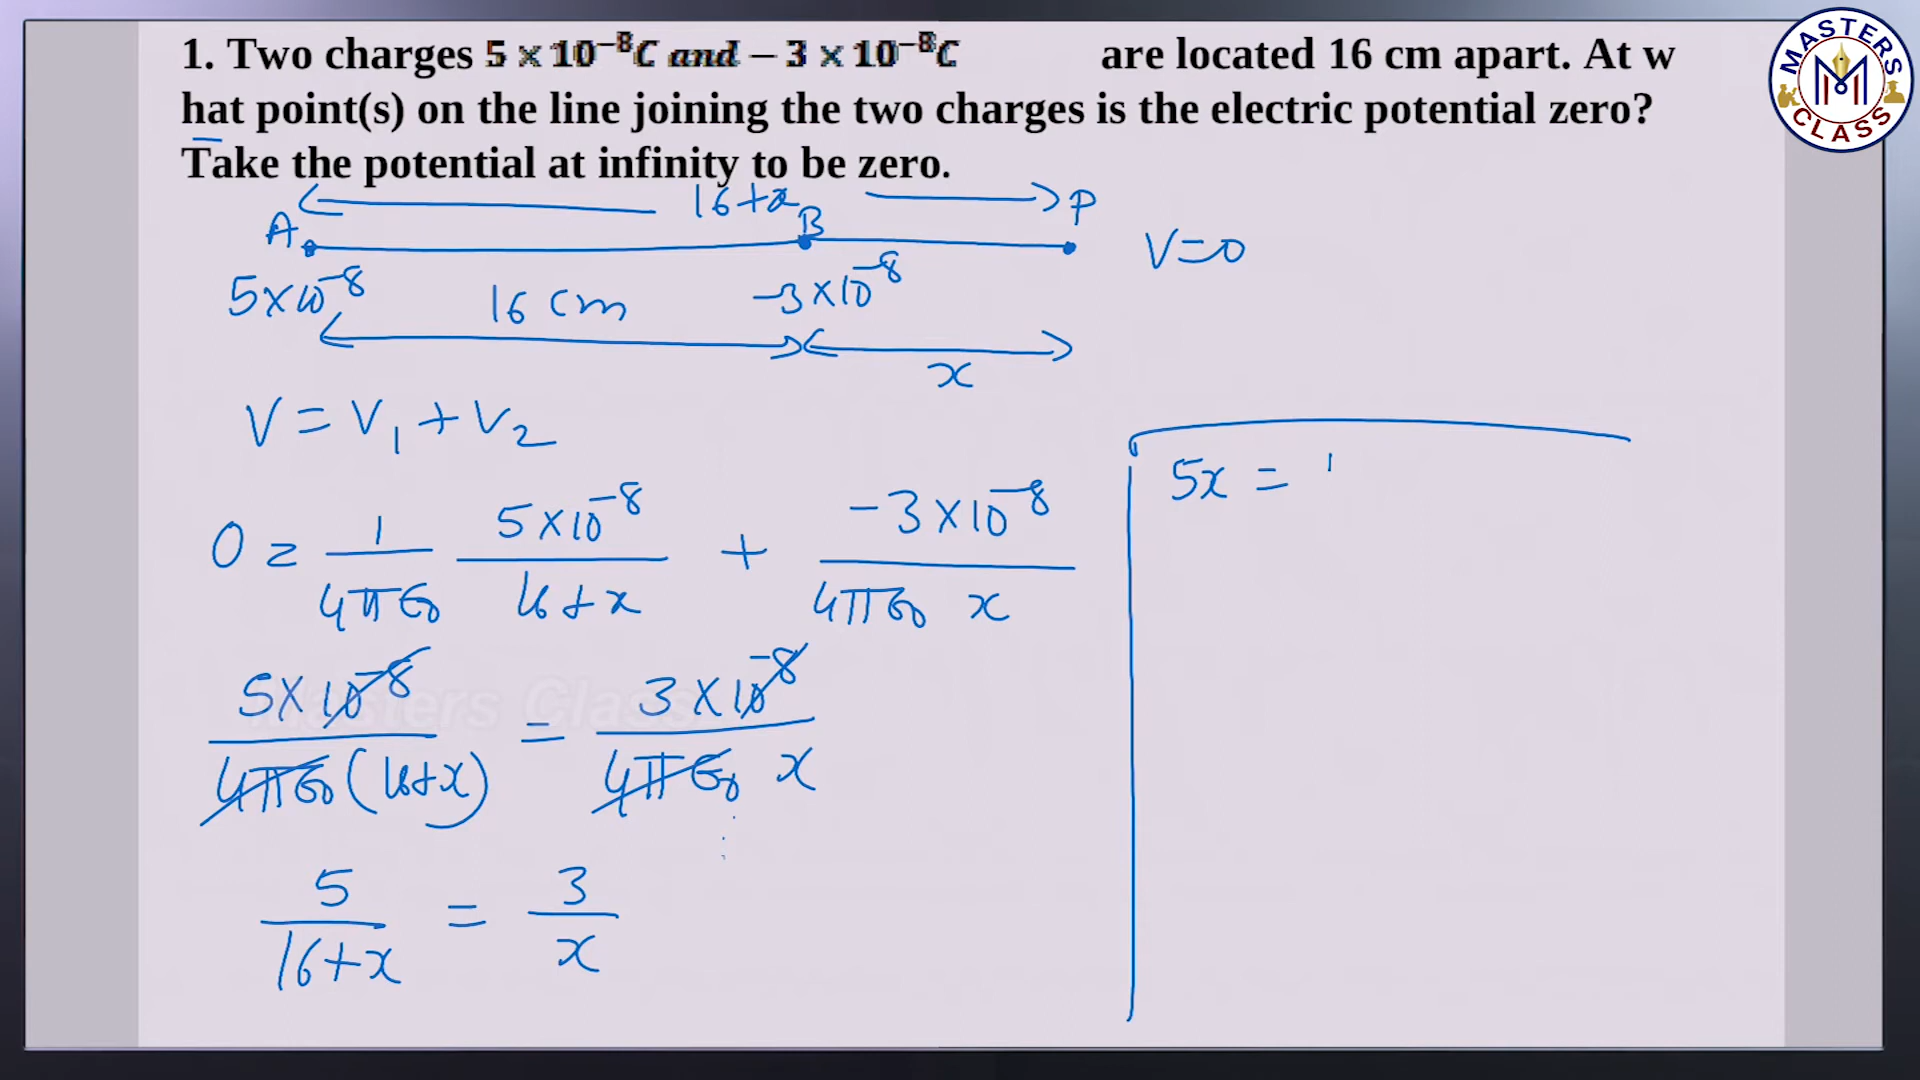 1. Two charges 5 × 10⁻⁸C and – 3 × 10⁻⁸C are located 16 cm apart. At w
hat point(s) on the line joining the two charges is the electric potential zero?
Take the potential at infinity to be zero.
MASTERS CLASS
16+x
A B P
V=0
5×10⁻⁸ 16 cm -3×10⁻⁸
x
V = V₁ + V₂
0 = 1/4πε₀ 5×10⁻⁸/16+x + -3×10⁻⁸/4πε₀ x
5×10⁻⁸/4πε₀(16+x) = 3×10⁻⁸/4πε₀ x
Masters Class
5/16+x = 3/x
5x =